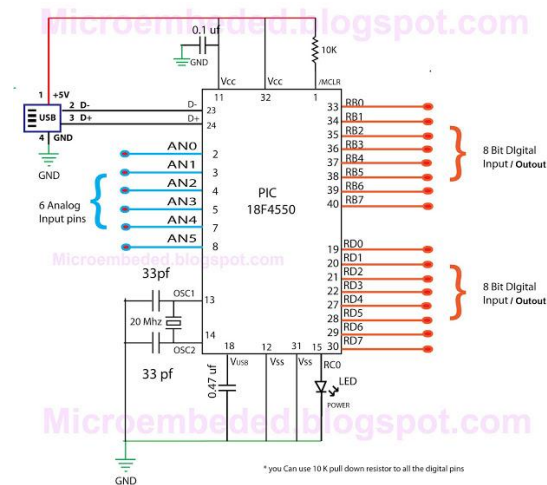 Microembeded.blogspot.com
0.1 uf
GND
10K
Vcc
Vcc
/MCLR
11
32
1
1 +5V
USB
2 D-
3 D+
4 GND
GND
D-
23
D+
24
AN0
2
AN1
3
AN2
4
AN3
5
AN4
7
AN5
8
6 Analog
Input pins
PIC
18F4550
33 RB0
34 RB1
35 RB2
36 RB3
37 RB4
38 RB5
39 RB6
40 RB7
8 Bit DIgital
Input / Outout
Microembeded.blogspot.com
19 RD0
20 RD1
21 RD2
22 RD3
27 RD4
28 RD5
29 RD6
30 RD7
8 Bit DIgital
Input / Outout
33pf
OSC1
13
20 Mhz
14
OSC2
33 pf
18
12
31
15
VUSB
Vss
Vss
RC0
0.47 uf
LED
POWER
Microembeded.blogspot.com
GND
* you Can use 10 K pull down resistor to all the digital pins